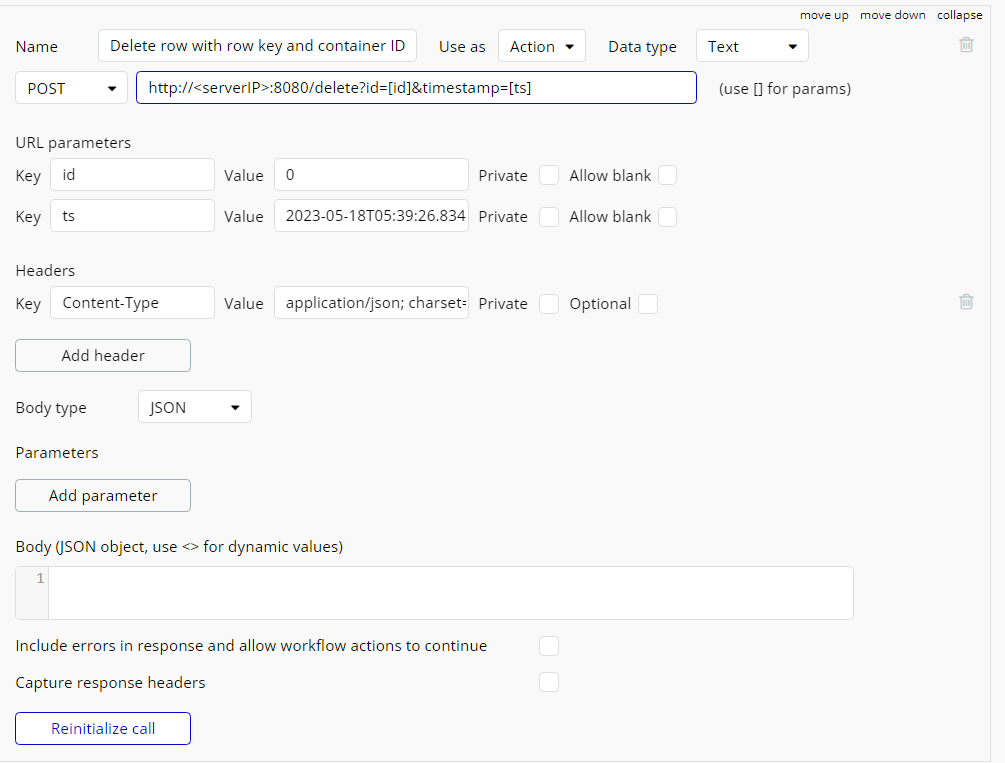 move up move down collapse
Name Delete row with row key and container ID Use as Action Data type Text
POST http://<serverIP>:8080/delete?id=[id]&timestamp=[ts] (use [] for params)
URL parameters
Key id Value 0 Private Allow blank
Key ts Value 2023-05-18T05:39:26.834 Private Allow blank
Headers
Key Content-Type Value application/json; charset= Private Optional
Add header
Body type JSON
Parameters
Add parameter
Body (JSON object, use <> for dynamic values)
1
Include errors in response and allow workflow actions to continue
Capture response headers
Reinitialize call